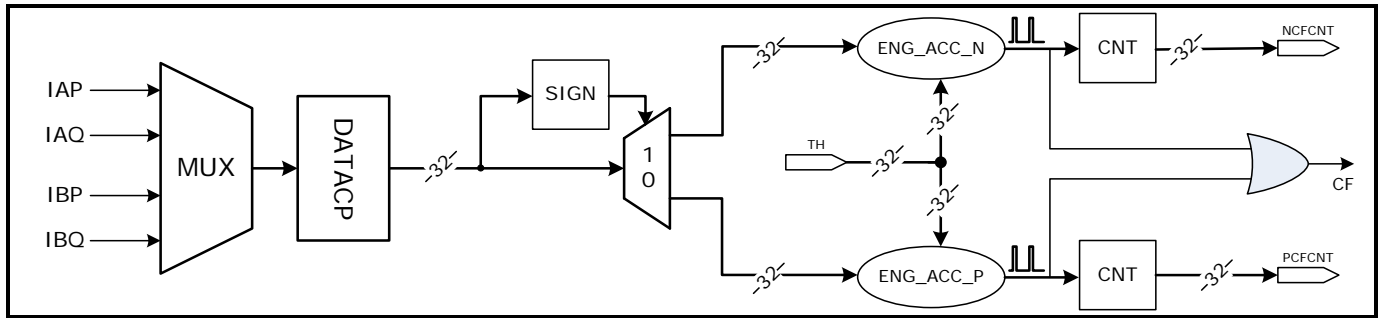 IAP
IAQ
IBP
IBQ
MUX
DATACP
-32-
SIGN
1
0
-32-
-32-
TH
-32-
-32-
-32-
ENG_ACC_N
ENG_ACC_P
CNT
-32-
NCFCNT
CF
CNT
-32-
PCFCNT